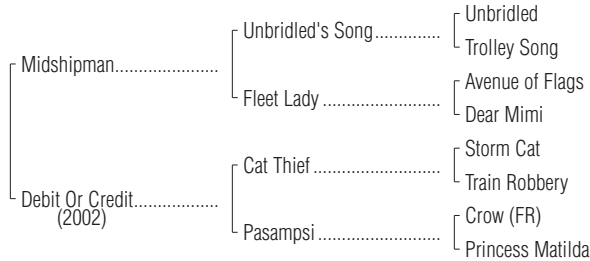 Unbridled
Unbridled's Song..............
Trolley Song
Midshipman.....................
Avenue of Flags
Fleet Lady ........................
Dear Mimi
Storm Cat
Cat Thief ..........................
Train Robbery
Debit Or Credit.................
(2002)
Crow (FR)
Pasampsi .........................
Princess Matilda